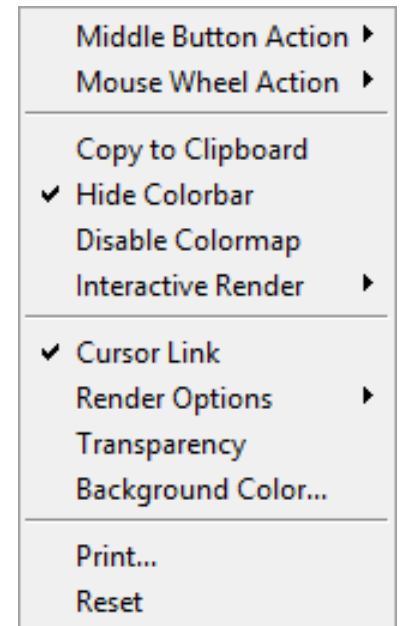 Middle Button Action
Mouse Wheel Action
Copy to Clipboard
Hide Colorbar
Disable Colormap
Interactive Render
Cursor Link
Render Options
Transparency
Background Color...
Print...
Reset